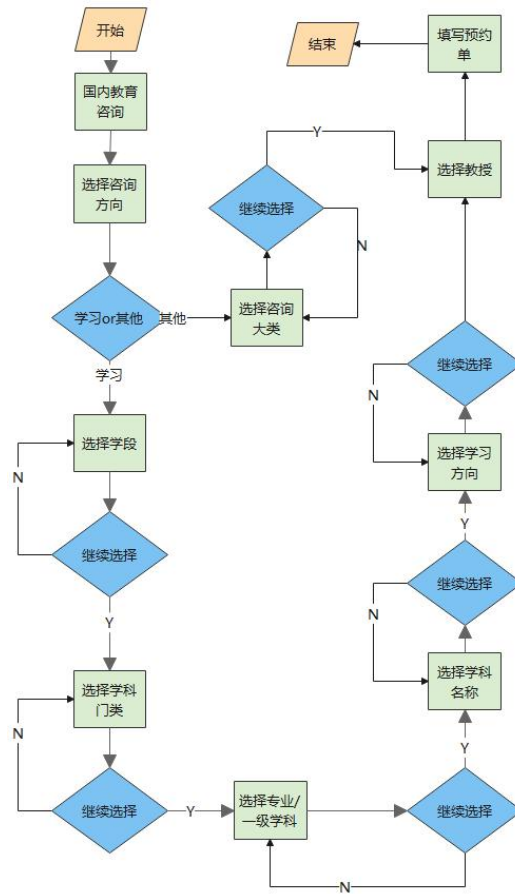 开始
国内教育
咨询
选择咨询
方向
学习or其他
其他
学习
选择学段
N
继续选择
Y
选择学科
门类
N
继续选择
Y
选择专业/
一级学科
继续选择
N
Y
选择学科
名称
N
继续选择
Y
选择学习
方向
N
继续选择
选择咨询
大类
继续选择
N
Y
选择教授
填写预约
单
结束